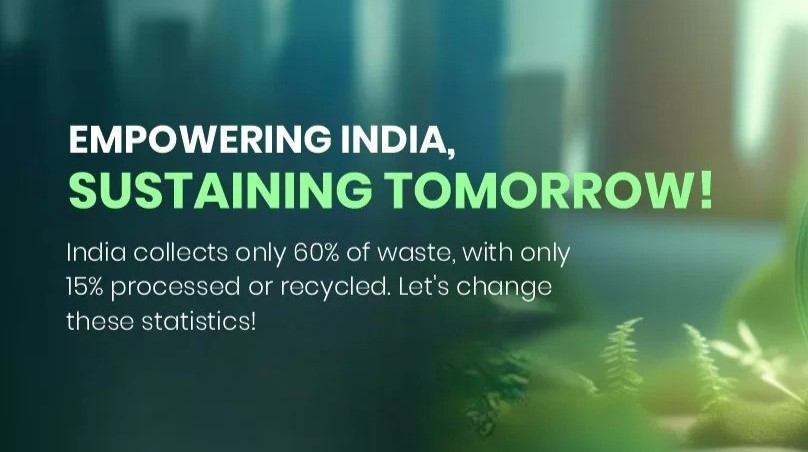 EMPOWERING INDIA,
SUSTAINING TOMORROW!
India collects only 60% of waste, with only
15% processed or recycled. Let's change
these statistics!